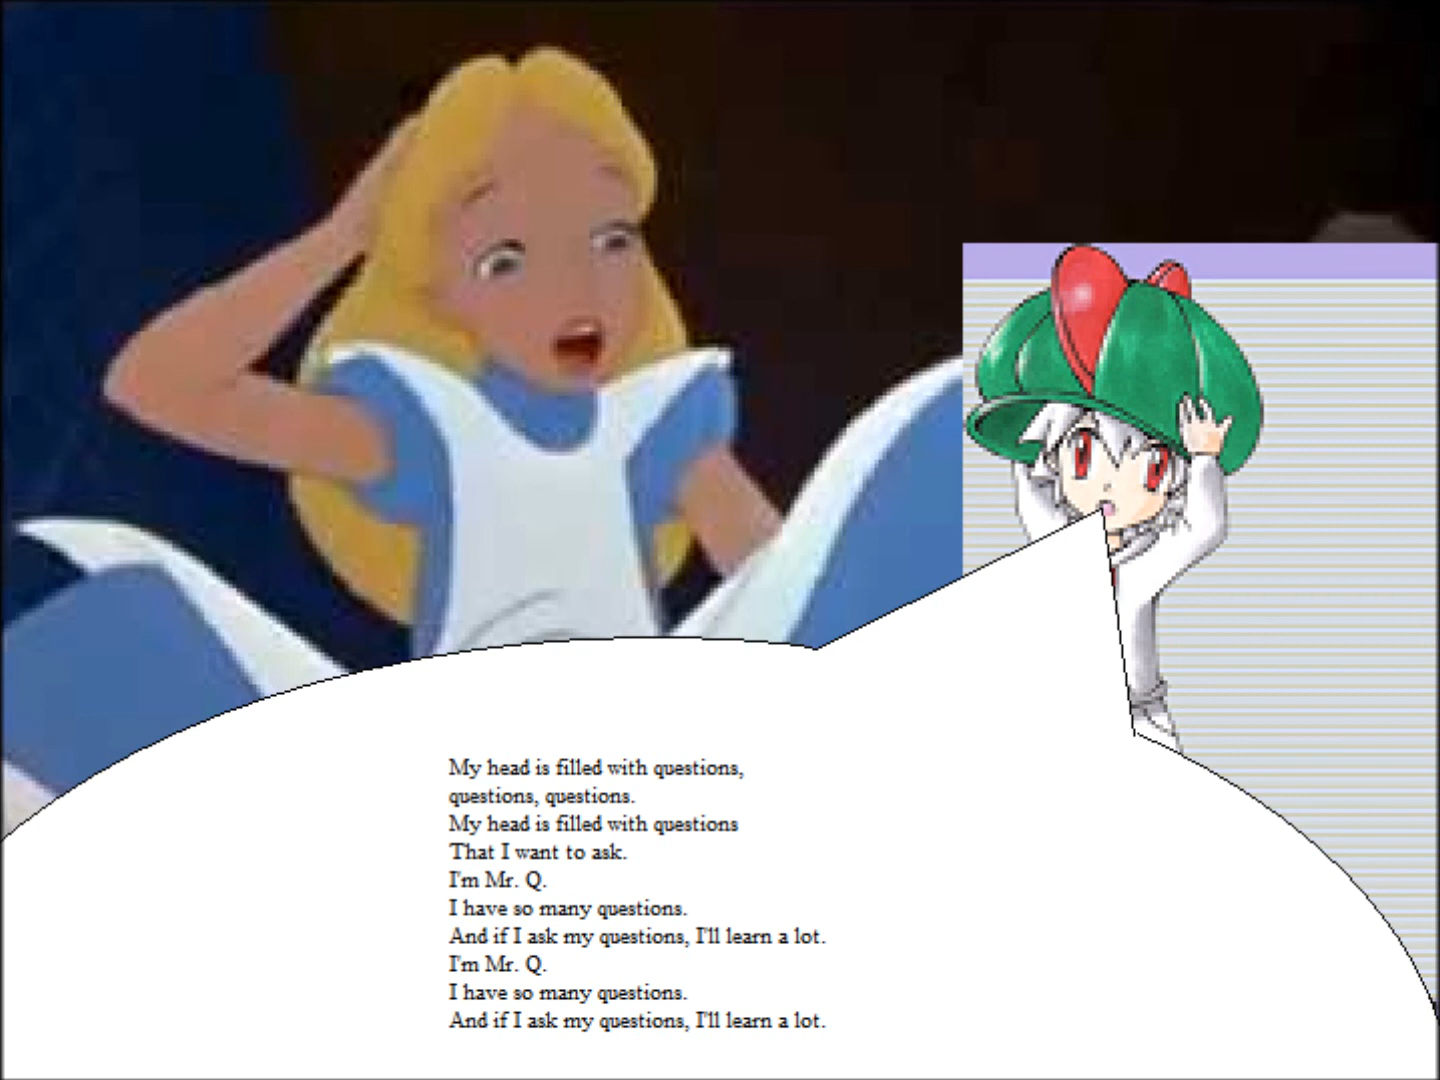 My head is filled with questions,
questions, questions.
My head is filled with questions
That I want to ask.
I'm Mr. Q.
I have so many questions.
And if I ask my questions, I'll learn a lot.
I'm Mr. Q.
I have so many questions.
And if I ask my questions, I'll learn a lot.